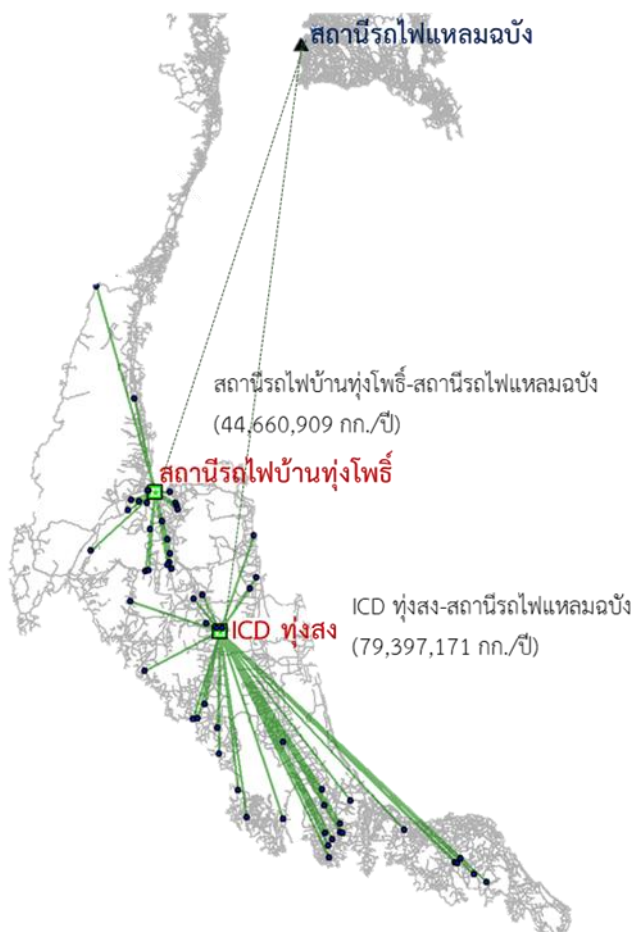 สถานีรถไฟแหลมฉบัง
สถานีรถไฟบ้านทุ่งโพธิ์-สถานีรถไฟแหลมฉบัง
(44,660,909 กก./ปี)
สถานีรถไฟบ้านทุ่งโพธิ์
ICD ทุ่งสง-สถานีรถไฟแหลมฉบัง
(79,397,171 กก./ปี)
ICD ทุ่งสง